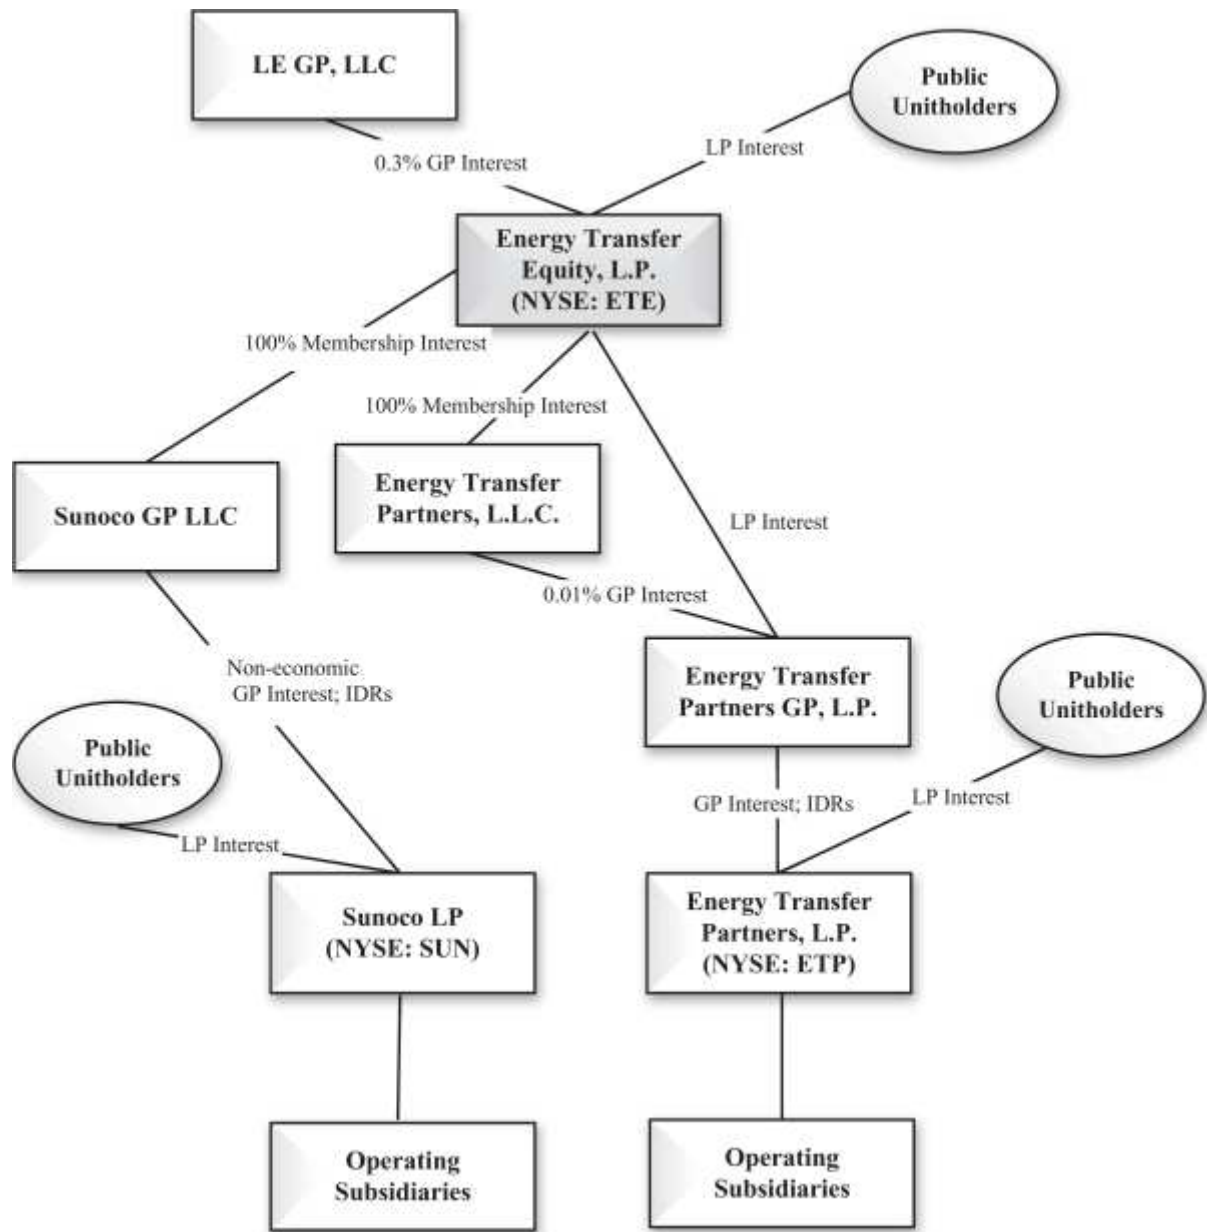 LE GP, LLC
Public
Unitholders
0.3% GP Interest
LP Interest
Energy Transfer
Equity, L.P.
(NYSE: ETE)
100% Membership Interest
100% Membership Interest
Sunoco GP LLC
Energy Transfer
Partners, L.L.C.
LP Interest
0.01% GP Interest
Non-economic
GP Interest; IDRs
Energy Transfer
Partners GP, L.P.
Public
Unitholders
Public
Unitholders
GP Interest; IDRs
LP Interest
LP Interest
Sunoco LP
(NYSE: SUN)
Energy Transfer
Partners, L.P.
(NYSE: ETP)
Operating
Subsidiaries
Operating
Subsidiaries